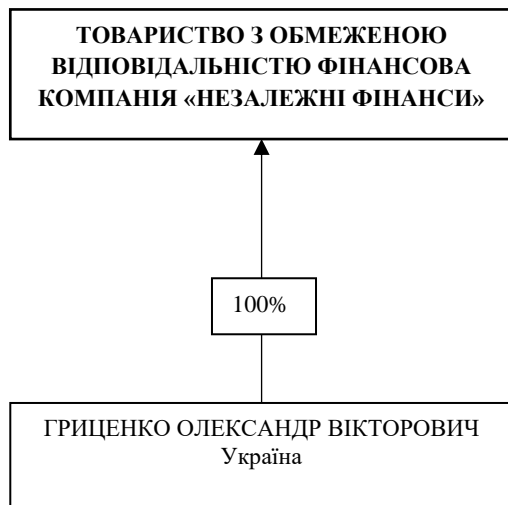 ТОВАРИСТВО З ОБМЕЖЕНОЮ
ВІДПОВІДАЛЬНІСТЮ ФІНАНСОВА
КОМПАНІЯ «НЕЗАЛЕЖНІ ФІНАНСИ»
100%
ГРИЦЕНКО ОЛЕКСАНДР ВІКТОРОВИЧ
Україна